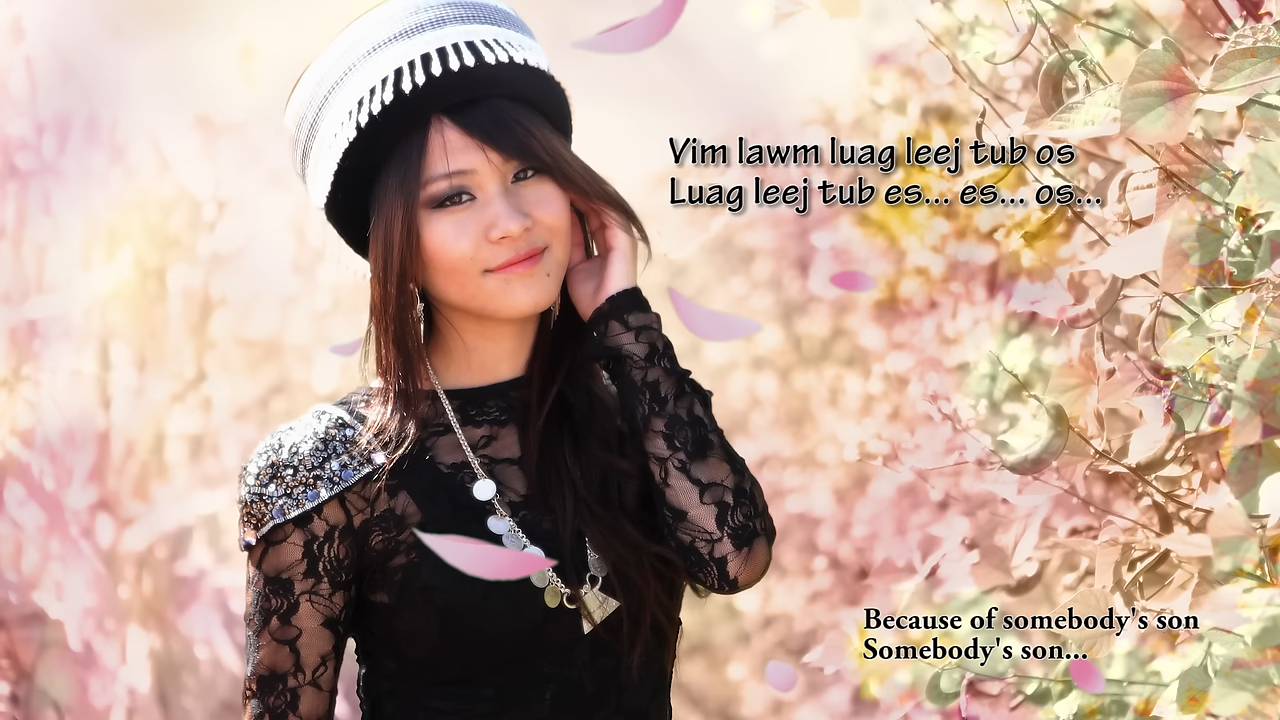 Vim lawm luag leej tub os
Luag leej tub es... es... os...
Because of somebody's son
Somebody's son...